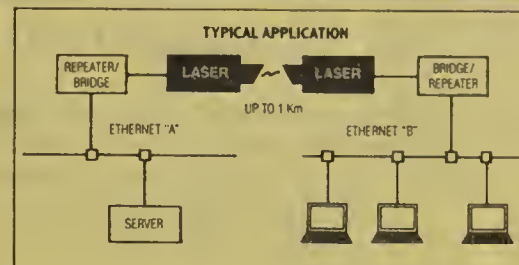 TYPICAL APPLICATION
REPEATER/
BRIDGE
LASER
LASER
BRIDGE/
REPEATER
UP TO 1 Km
ETHERNET "A"
ETHERNET "B"
SERVER